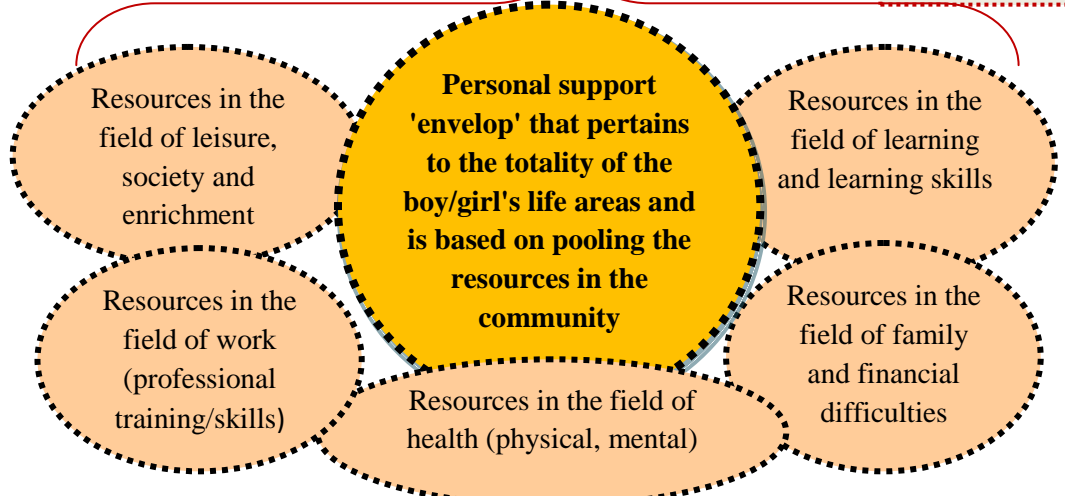 Resources in the
field of leisure,
society and
enrichment
Personal support
'envelop' that pertains
to the totality of the
boy/girl's life areas and
is based on pooling the
resources in the
community
Resources in the
field of learning
and learning skills
Resources in the
field of work
(professional
training/skills)
Resources in the field of
health (physical, mental)
Resources in the
field of family
and financial
difficulties